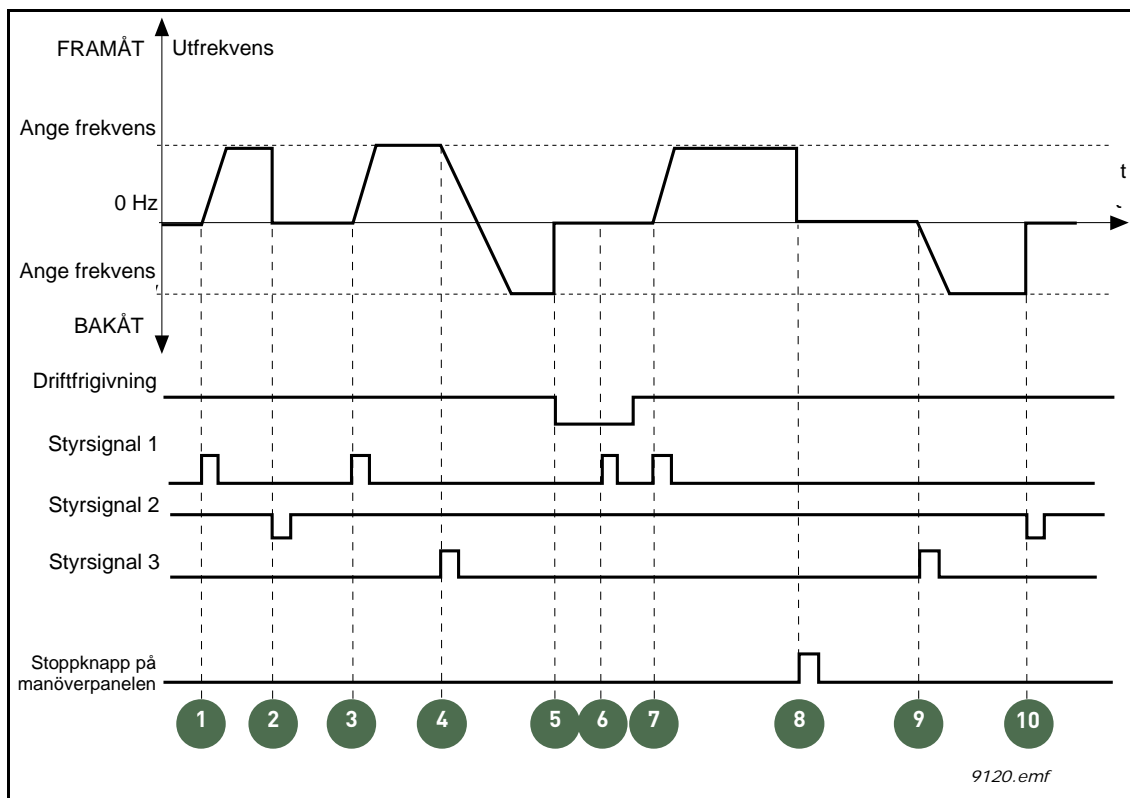 FRAMÅT
Utfrekvens
Ange frekvens
t
0 Hz
Ange frekvens
BAKÅT
Driftfrigivning
Styrsignal 1
Styrsignal 2
Styrsignal 3
Stoppknapp på
manöverpanelen
1 2 3 4 5 6 7 8 9 10
9120.emf